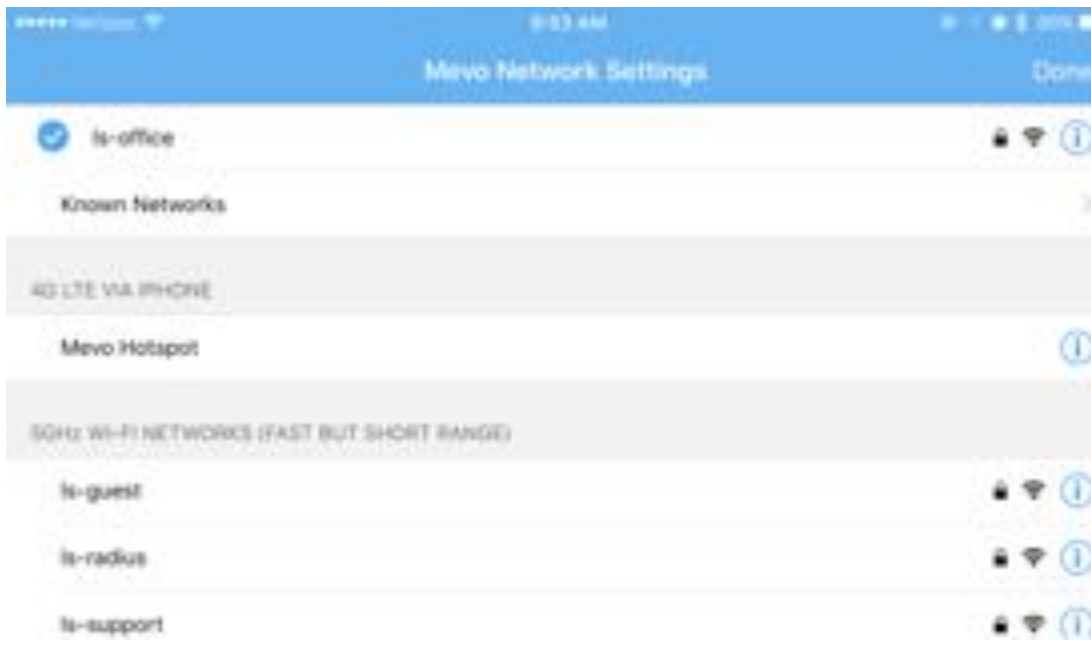 9:53 AM
Mevo Network Settings
Done
ls-office
Known Networks
4G LTE VIA IPHONE
Mevo Hotspot
5GHz WI-FI NETWORKS (FAST BUT SHORT RANGE)
ls-guest
ls-radius
ls-support